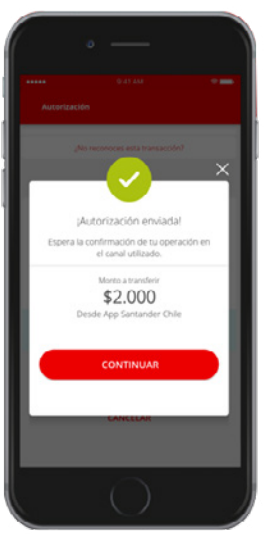 9:41 AM
Autorización
¿No reconoces esta transacción?
¡Autorización enviada!
Espera la confirmación de tu operación en
el canal utilizado.
Monto a transferir
$2.000
Desde App Santander Chile
CONTINUAR
CANCELAR